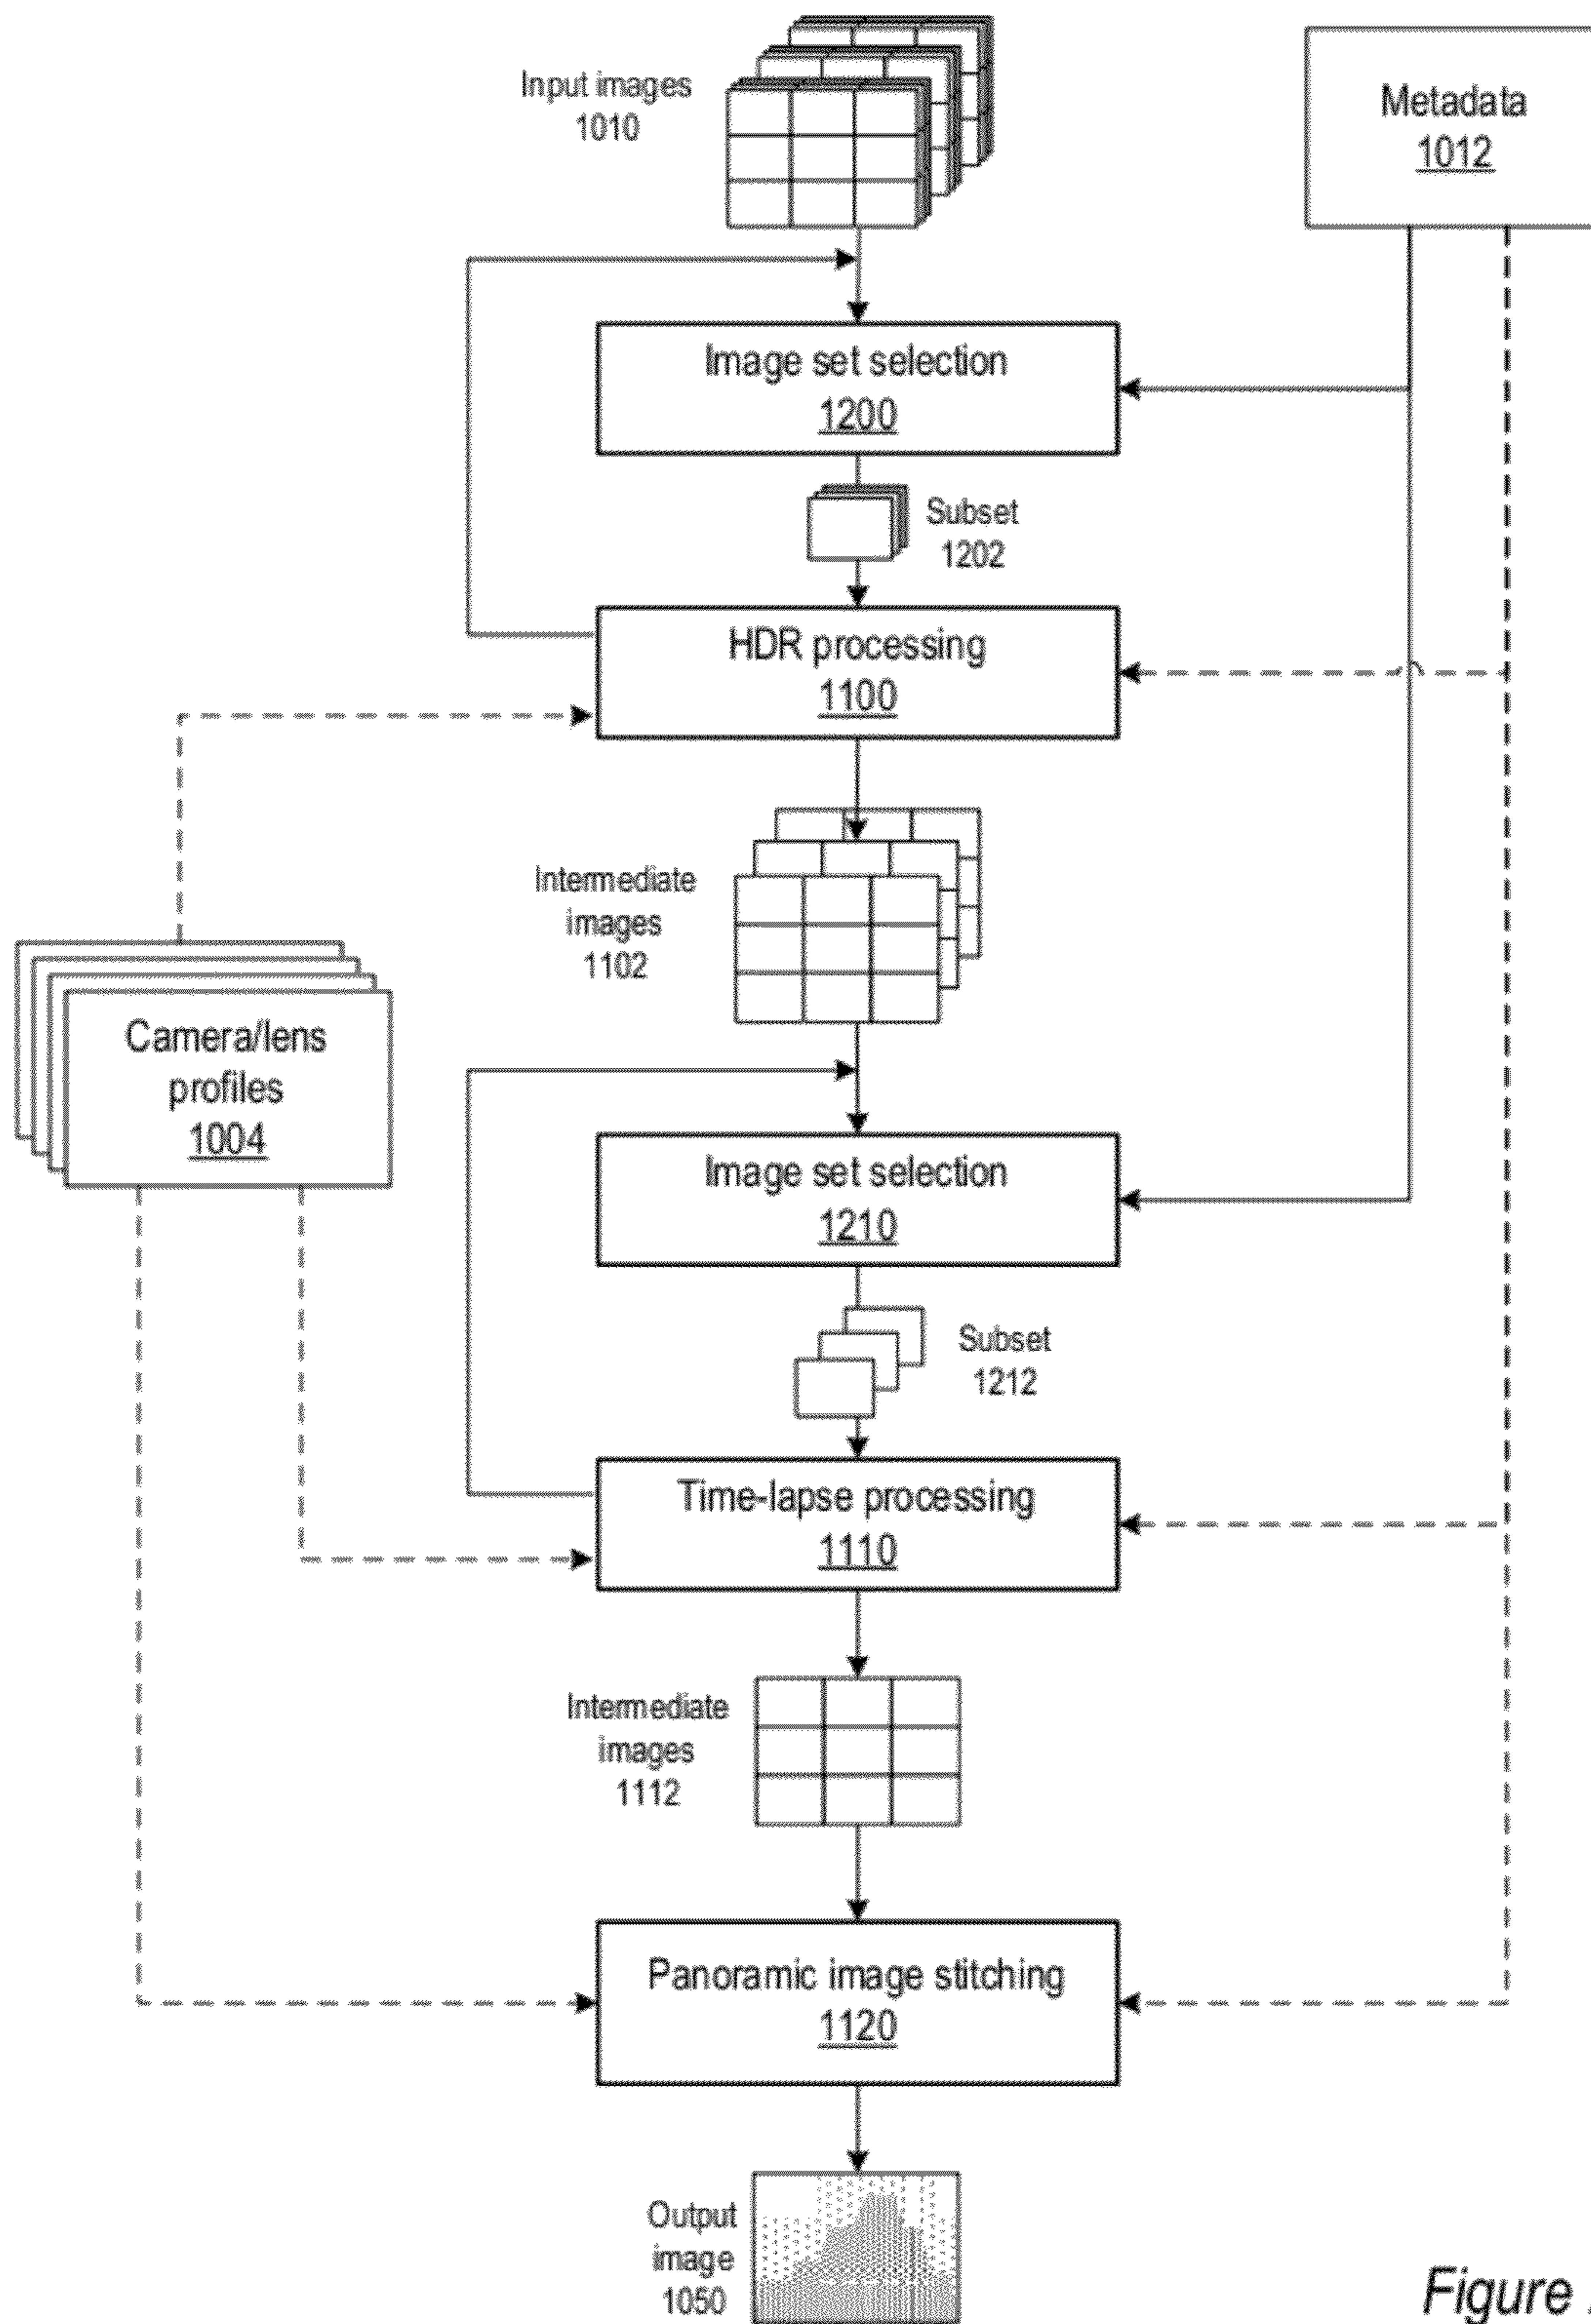 Input images
1010
Metadata
1012
Image set selection
1200
Subset
1202
HDR processing
1100
Intermediate
images
1102
Camera/lens
profiles
1004
Image set selection
1210
Subset
1212
Time-lapse processing
1110
Intermediate
images
1112
Panoramic image stitching
1120
Output
image
1050
Figure